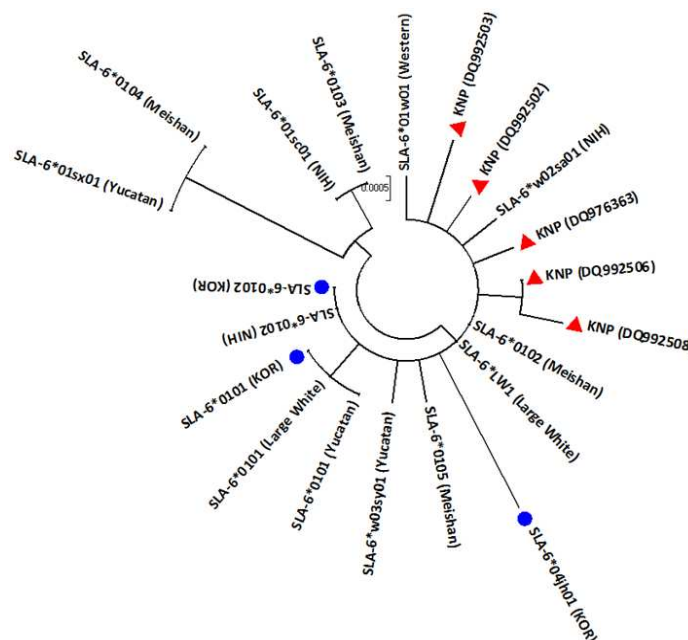 SLA-6*0104 (Meishan)
SLA-6*01sx01 (Yucatan)
SLA-6*01sc01 (NIH)
SLA-6*0103 (Meishan)
0.0005
SLA-6*01w01 (Western)
KNP (DQ992503)
KNP (DQ992502)
SLA-6*w02sa01 (NIH)
KNP (DQ976363)
KNP (DQ992506)
KNP (DQ992508
SLA-6*0102 (Meishan)
SLA-6*LW1 (Large White)
SLA-6*04jh01 (KOR)
SLA-6*0105 (Meishan)
SLA-6*w03sy01 (Yucatan)
SLA-6*0101 (Yucatan)
SLA-6*0101 (Large White)
SLA-6*0101 (KOR)
SLA-6*0102 (NIH)
SLA-6*0102 (KOR)